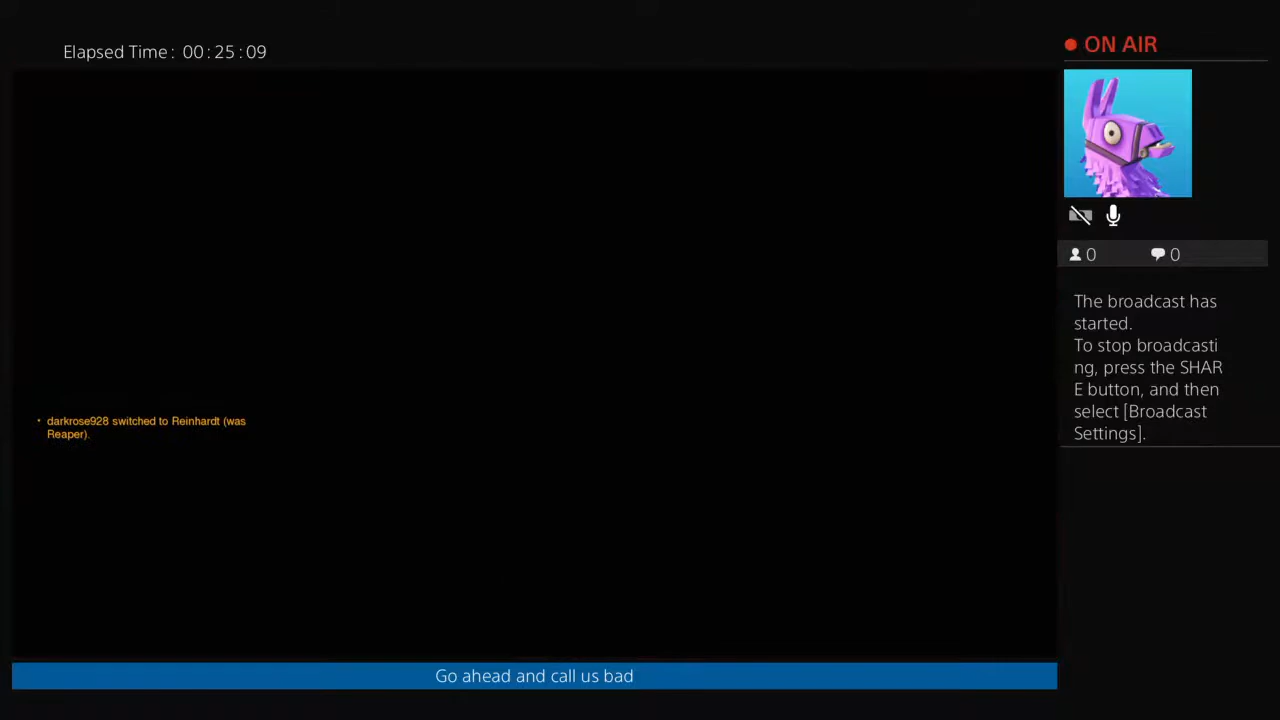 Elapsed Time: 00:25:09
ON AIR
0 0
The broadcast has
started.
To stop broadcasti
ng, press the SHAR
E button, and then
select [Broadcast
Settings].
• darkrose928 switched to Reinhardt (was
Reaper).
Go ahead and call us bad